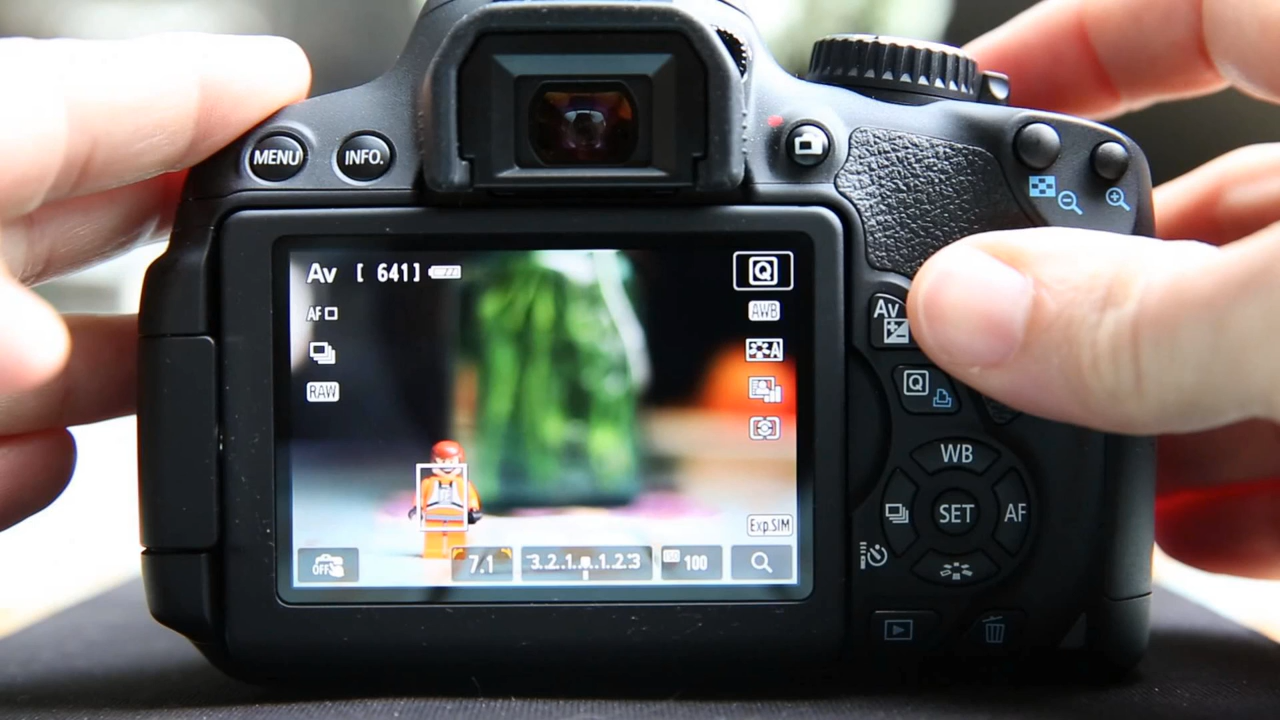 MENU
INFO.
Av [ 641]
Q
AF
AWB
A
RAW
Exp.SIM
OFF
7.1
3..2..1..0..1..2..3
ISO 100
Av
Q
WB
SET
AF